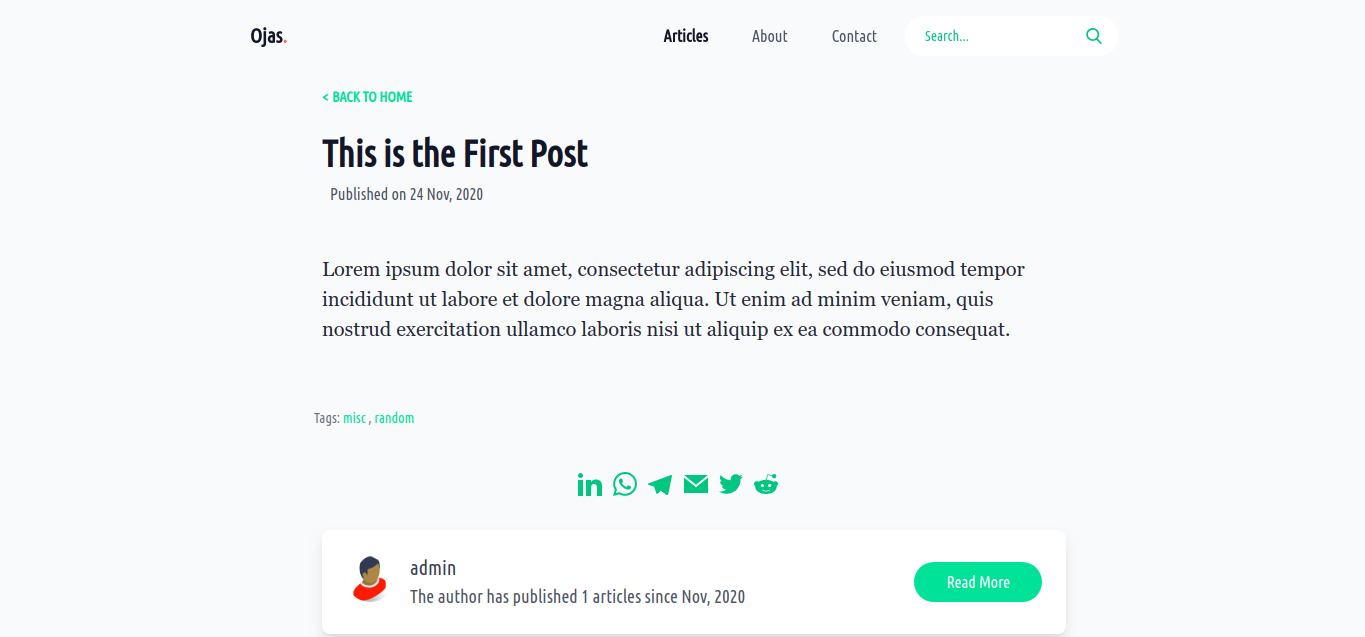 Ojas.
Articles About Contact Search...
< BACK TO HOME
This is the First Post
Published on 24 Nov, 2020
Lorem ipsum dolor sit amet, consectetur adipiscing elit, sed do eiusmod tempor
incididunt ut labore et dolore magna aliqua. Ut enim ad minim veniam, quis
nostrud exercitation ullamco laboris nisi ut aliquip ex ea commodo consequat.
Tags: misc , random
admin
The author has published 1 articles since Nov, 2020
Read More